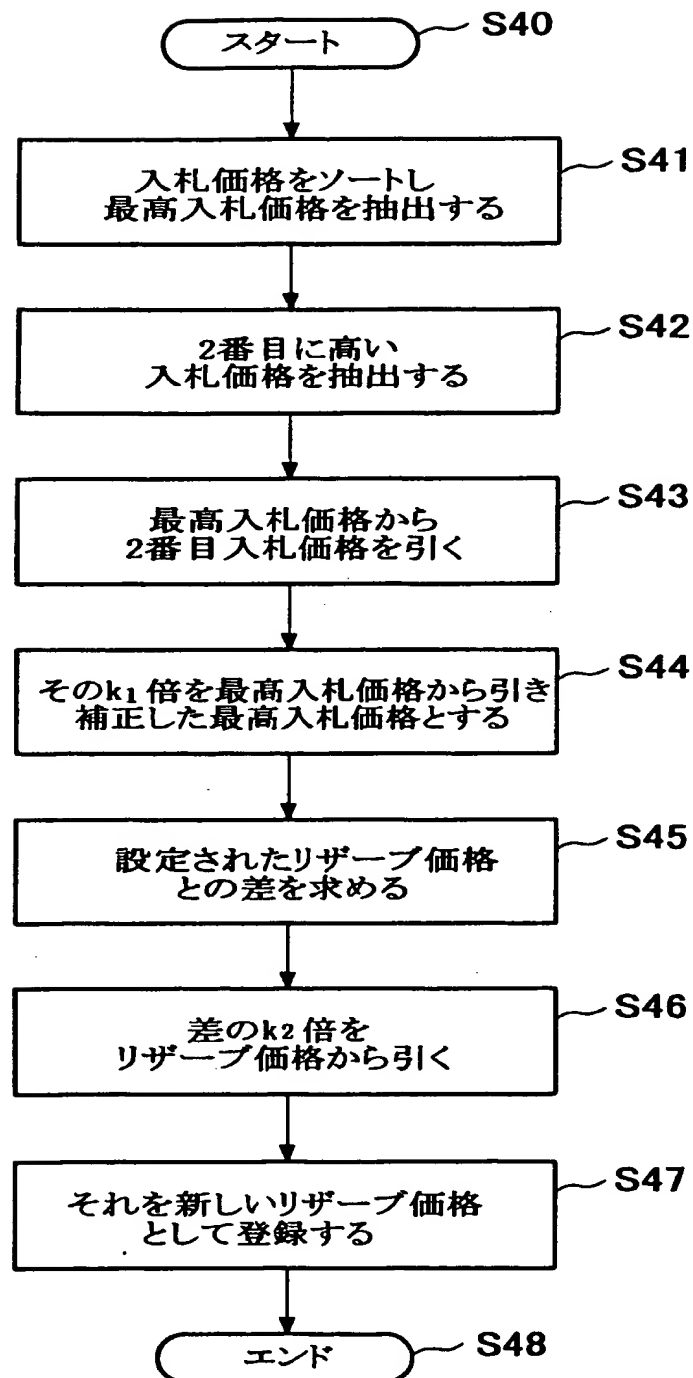 スタート
S40
入札価格をソートし
最高入札価格を抽出する
S41
2番目に高い
入札価格を抽出する
S42
最高入札価格から
2番目入札価格を引く
S43
そのk₁倍を最高入札価格から引き
補正した最高入札価格とする
S44
設定されたリザーブ価格
との差を求める
S45
差のk₂倍を
リザーブ価格から引く
S46
それを新しいリザーブ価格
として登録する
S47
エンド
S48